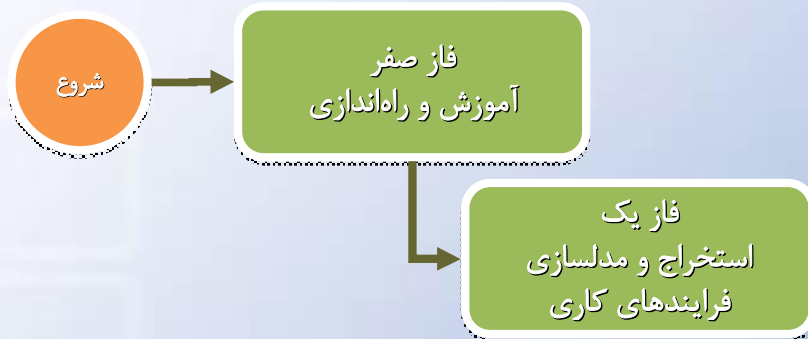 شروع
فاز صفر
آموزش و راه‌اندازی
فاز یک
استخراج و مدلسازی
فرایندهای کاری